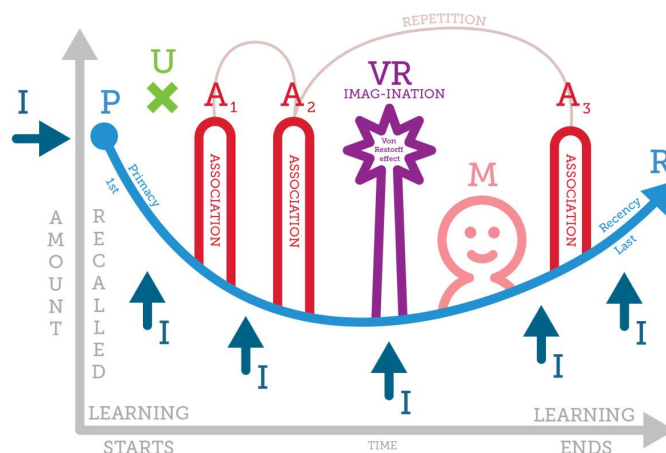 REPETITION
U
VR
IMAG-INATION
I
P
A1
A2
A3
Primacy
1st
ASSOCIATION
ASSOCIATION
Von
Restorff
effect
M
ASSOCIATION
R
Recency
Last
AMOUNT
RECALLED
I
I
I
I
I
LEARNING
STARTS
TIME
LEARNING
ENDS